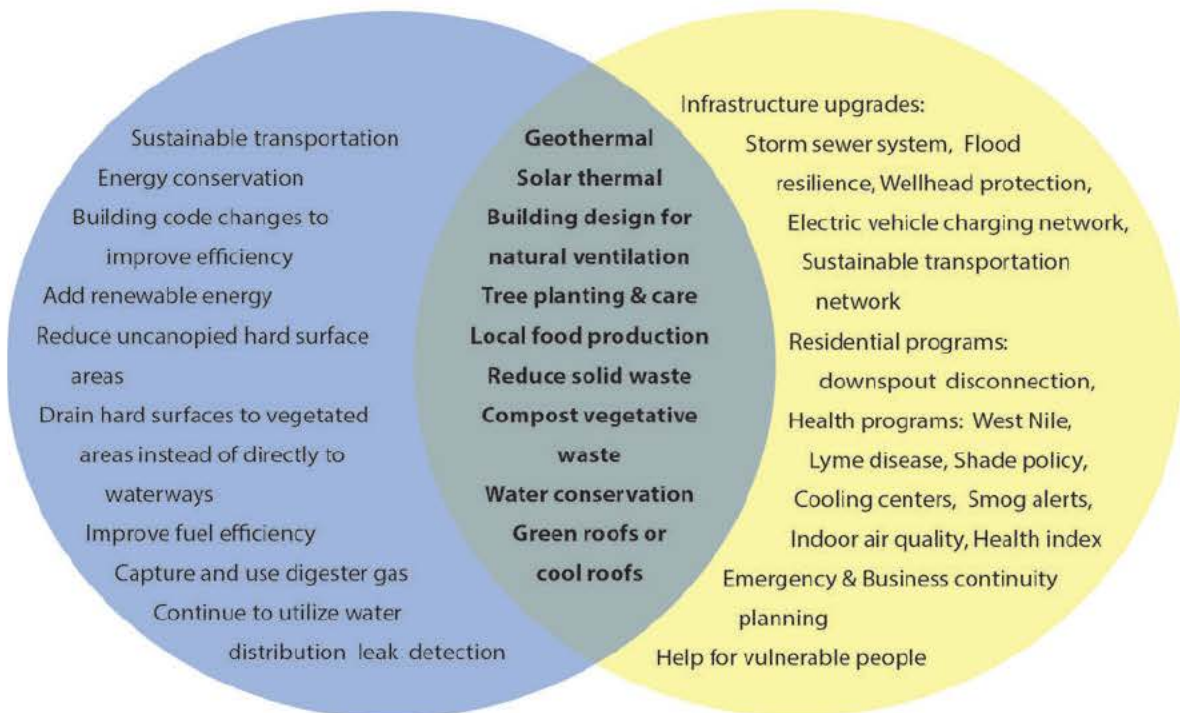 Sustainable transportation
Energy conservation
Building code changes to
improve efficiency
Add renewable energy
Reduce uncanopied hard surface
areas
Drain hard surfaces to vegetated
areas instead of directly to
waterways
Improve fuel efficiency
Capture and use digester gas
Continue to utilize water
distribution leak detection
Geothermal
Solar thermal
Building design for
natural ventilation
Tree planting & care
Local food production
Reduce solid waste
Compost vegetative
waste
Water conservation
Green roofs or
cool roofs
Infrastructure upgrades:
Storm sewer system, Flood
resilience, Wellhead protection,
Electric vehicle charging network,
Sustainable transportation
network
Residential programs:
downspout disconnection,
Health programs: West Nile,
Lyme disease, Shade policy,
Cooling centers, Smog alerts,
Indoor air quality, Health index
Emergency & Business continuity
planning
Help for vulnerable people